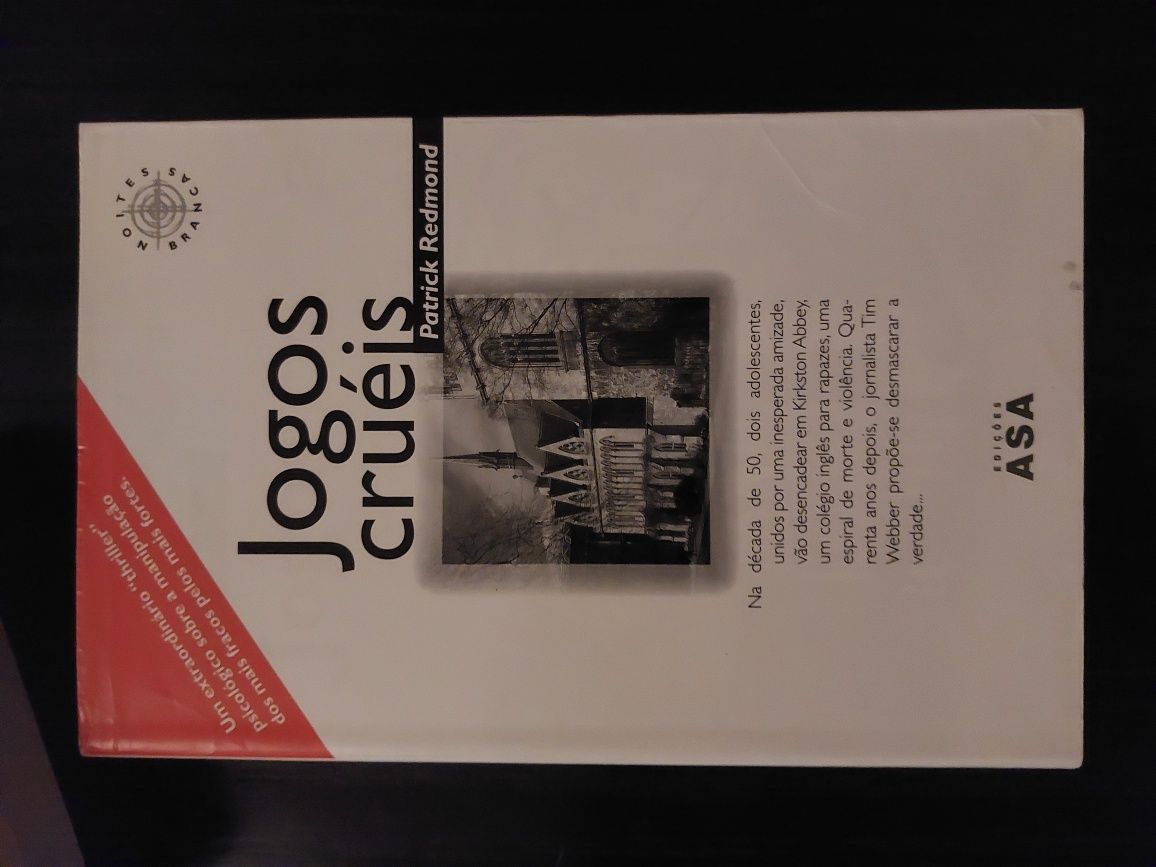 Um extraordinário "thriller"
psicológico sobre a manipulação
dos mais fracos pelos mais fortes.
NOITES
BRANCAS
Jogos
cruéis
Patrick Redmond
Na década de 50, dois adolescentes,
unidos por uma inesperada amizade,
vão desencadear em Kirkston Abbey,
um colégio inglês para rapazes, uma
espiral de morte e violência. Qua-
renta anos depois, o jornalista Tim
Webber propõe-se desmascarar a
verdade...
EDIÇÕES
ASA